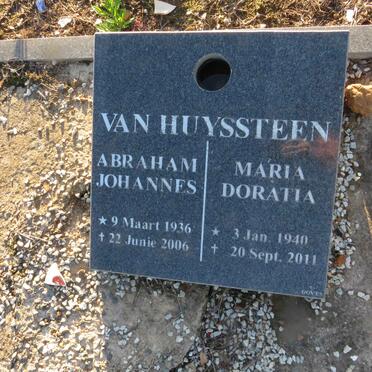 VAN HUYSSTEEN
ABRAHAM
JOHANNES
★ 9 Maart 1936
† 22 Junie 2006
MARIA
DORATIA
★ 3 Jan. 1940
† 20 Sept. 2011